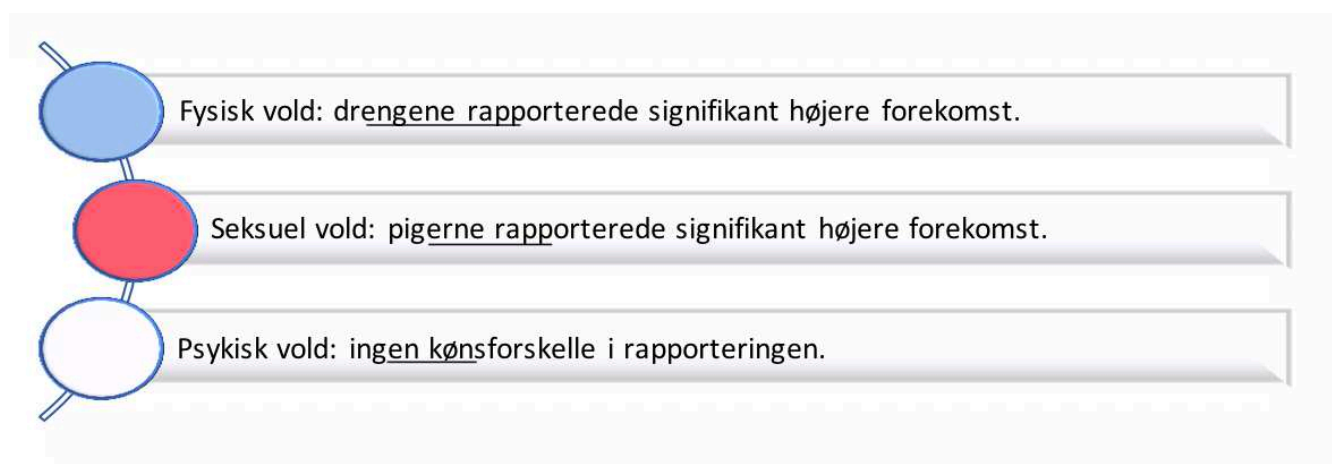 Fysisk vold: drengene rapporterede signifikant højere forekomst.
Seksuel vold: pigerne rapporterede signifikant højere forekomst.
Psykisk vold: ingen kønsforskelle i rapporteringen.